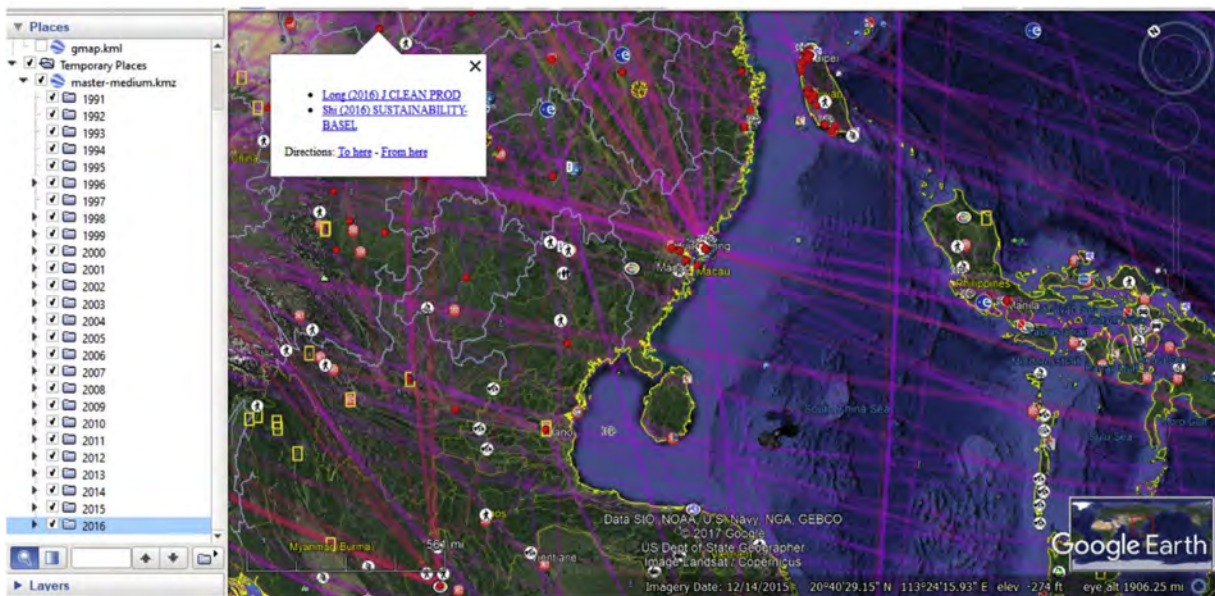 Places
gmap.kml
Temporary Places
master-medium.kmz
1991
1992
1993
1994
1995
1996
1997
1998
1999
2000
2001
2002
2003
2004
2005
2006
2007
2008
2009
2010
2011
2012
2013
2014
2015
2016
Layers
Long (2016) J CLEAN PROD
Shi (2016) SUSTAINABILITY-
BASEL
Directions: To here - From here
Macau
Philippines
Manila
South China Sea
Sulu Sea
Myanmar (Burma)
561 mi
Data SIO, NOAA, U.S. Navy, NGA, GEBCO
© 2017 Google
US Dept of State Geographer
Image Landsat / Copernicus
Google Earth
Imagery Date: 12/14/2015 20°40'29.15" N 113°24'15.93" E elev -274 ft eye alt 1906.25 mi